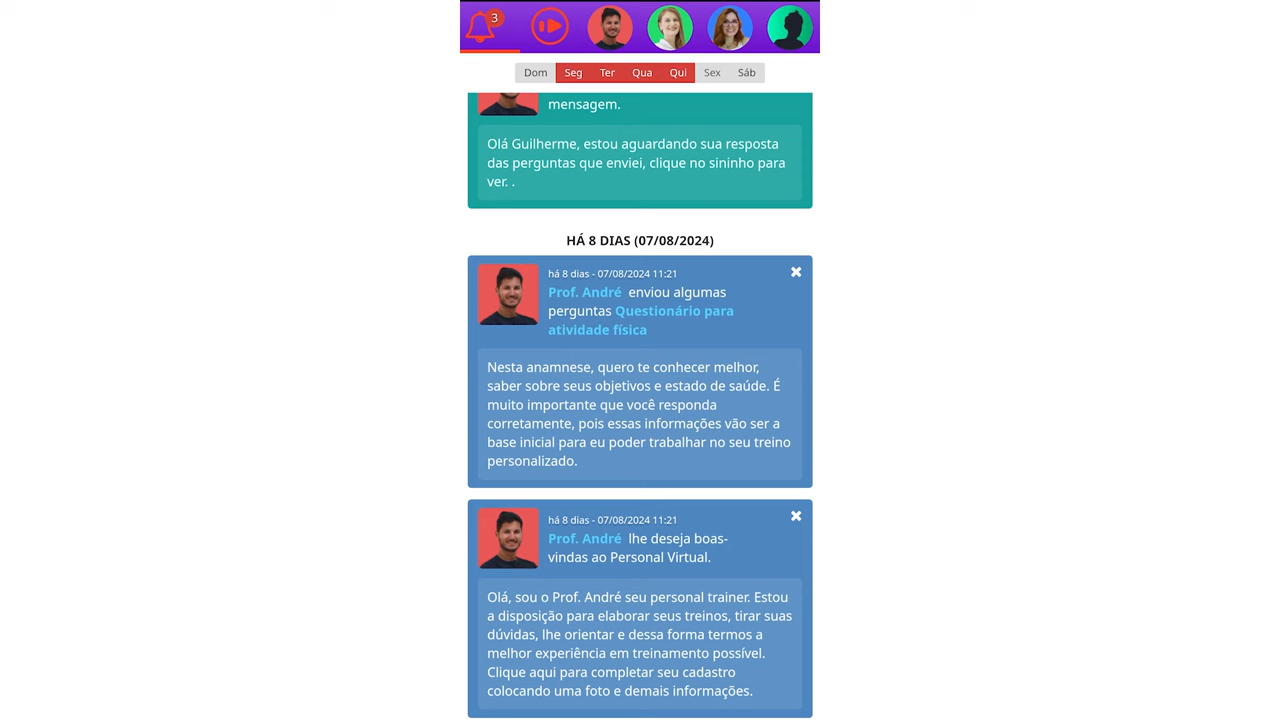 3
Dom Seg Ter Qua Qui Sex Sáb
mensagem.
Olá Guilherme, estou aguardando sua resposta
das perguntas que enviei, clique no sininho para
ver. .
HÁ 8 DIAS (07/08/2024)
há 8 dias - 07/08/2024 11:21
Prof. André enviou algumas
perguntas Questionário para
atividade física
Nesta anamnese, quero te conhecer melhor,
saber sobre seus objetivos e estado de saúde. É
muito importante que você responda
corretamente, pois essas informações vão ser a
base inicial para eu poder trabalhar no seu treino
personalizado.
há 8 dias - 07/08/2024 11:21
Prof. André lhe deseja boas-
vindas ao Personal Virtual.
Olá, sou o Prof. André seu personal trainer. Estou
a disposição para elaborar seus treinos, tirar suas
dúvidas, lhe orientar e dessa forma termos a
melhor experiência em treinamento possível.
Clique aqui para completar seu cadastro
colocando uma foto e demais informações.